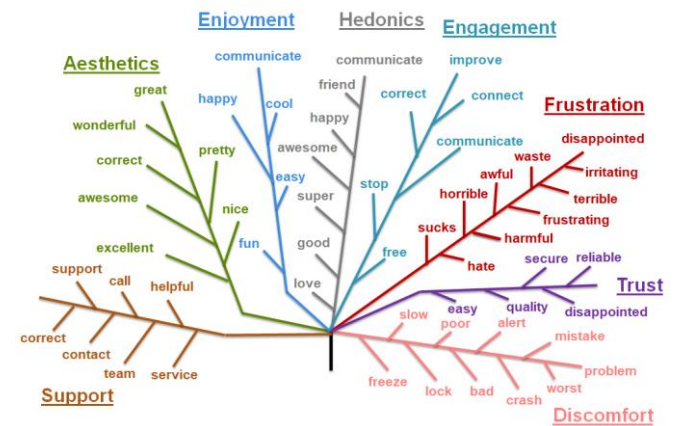 Enjoyment
Hedonics
Engagement
Aesthetics
Frustration
Trust
Support
Discomfort
great
wonderful
correct
pretty
awesome
nice
excellent
communicate
happy
cool
easy
fun
communicate
friend
happy
awesome
super
good
love
improve
correct
connect
communicate
stop
free
disappointed
waste
irritating
awful
terrible
horrible
frustrating
sucks
harmful
hate
secure
reliable
easy
quality
disappointed
support
call
helpful
correct
contact
team
service
slow
poor
alert
mistake
problem
freeze
lock
bad
crash
worst